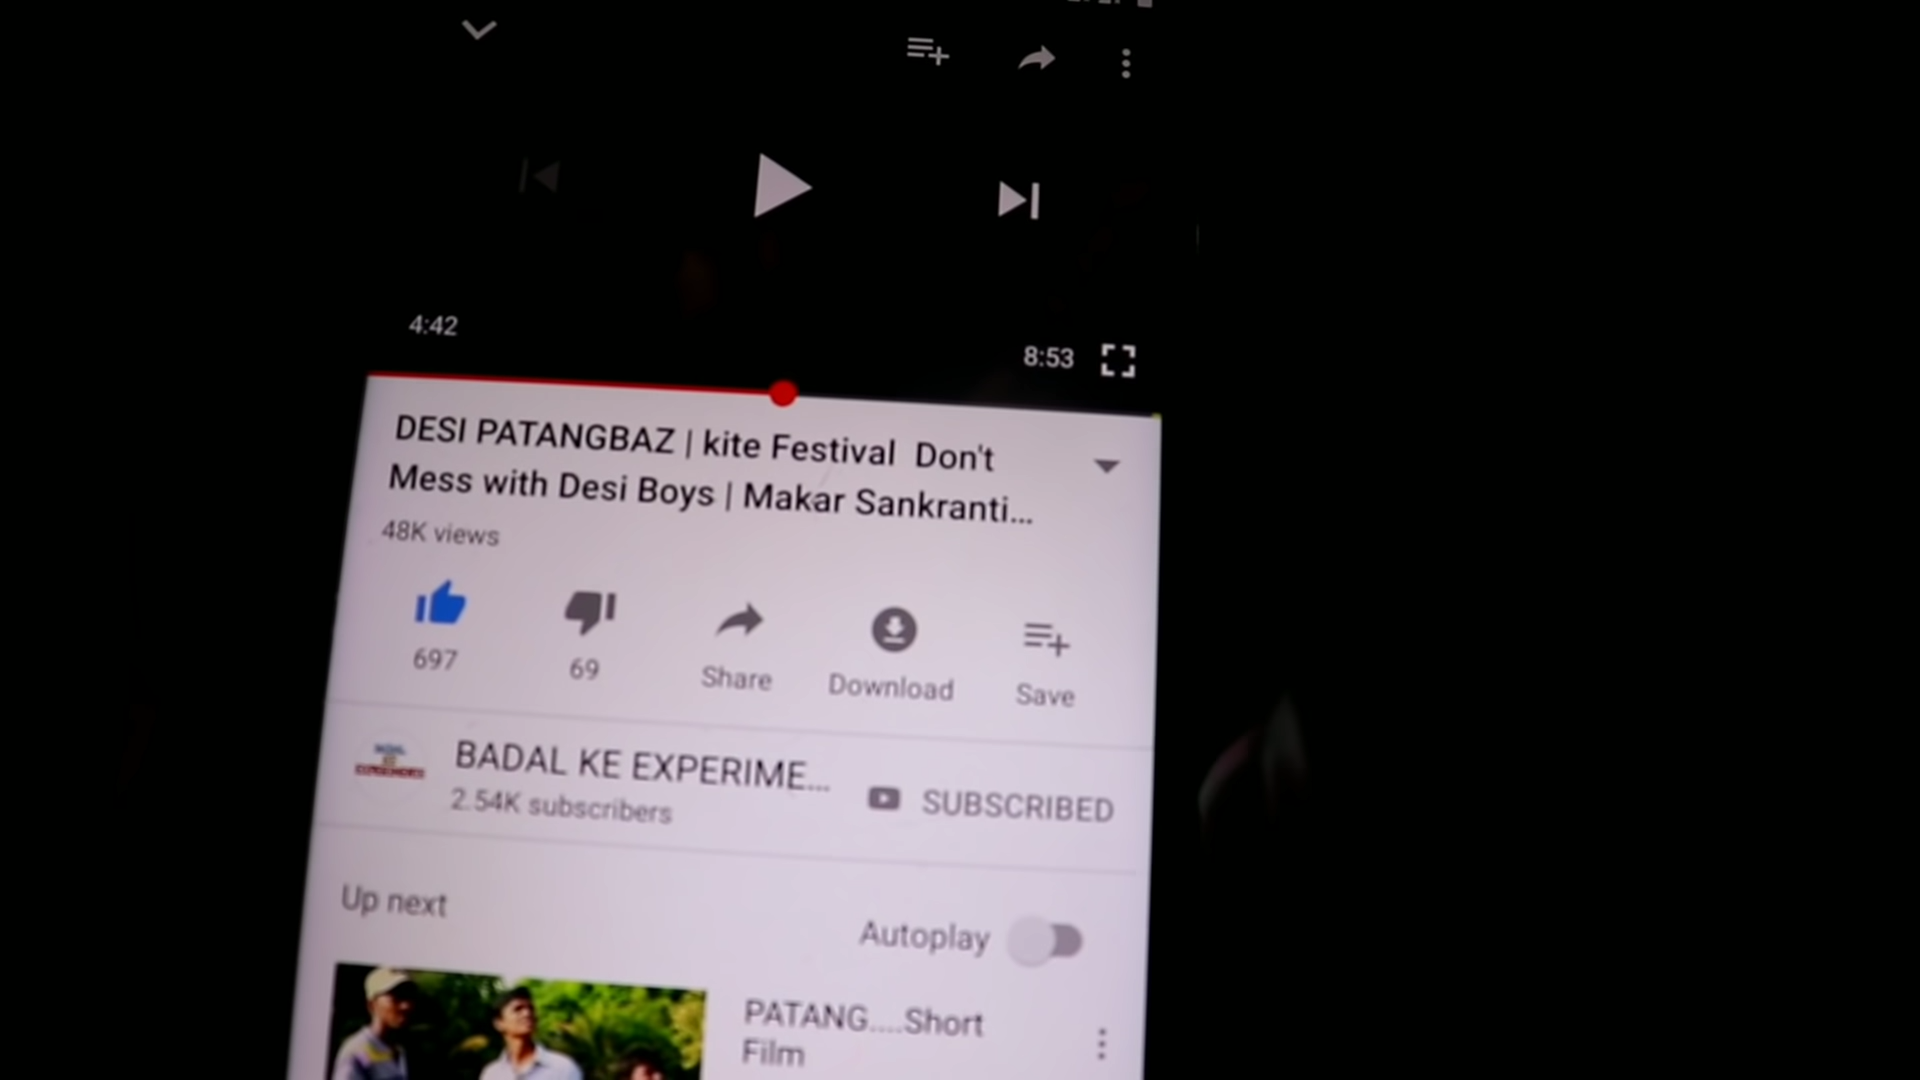 4:42
8:53
DESI PATANGBAZ | kite Festival Don't
Mess with Desi Boys | Makar Sankranti...
48K views
697
69
Share
Download
Save
BADAL KE EXPERIME...
2.54K subscribers
SUBSCRIBED
Up next
Autoplay
PATANG....Short
Film